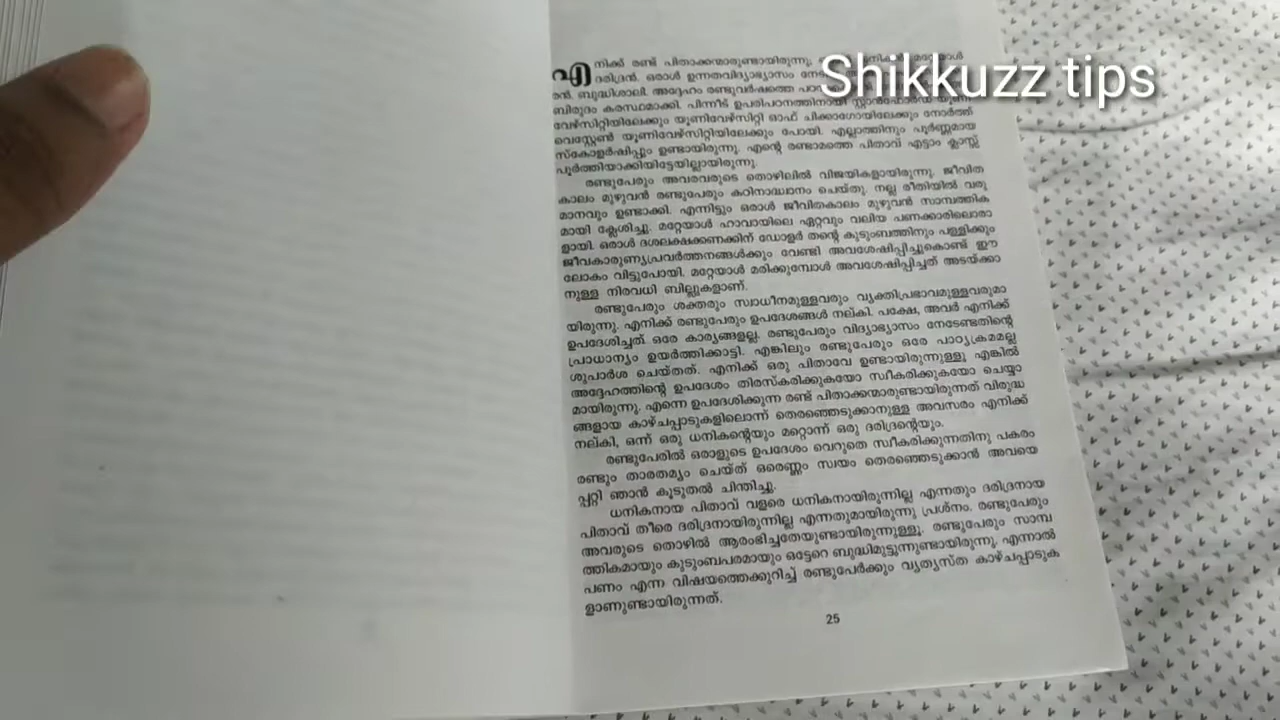 Shikkuzz tips
എനിക്ക് രണ്ട് പിതാക്കന്മാരുണ്ടായിരുന്നു. മറ്റേയാൾ
ദരിദ്രൻ. ഒരാൾ ഉന്നതവിദ്യാഭ്യാസം
രൻ. ബുദ്ധിശാലി. അദ്ദേഹം രണ്ടുവർഷത്തെ
ബിരുദം കരസ്ഥമാക്കി. പിന്നീട് ഉപരിപഠനത്തിനായി സ്റ്റാൻഫോർഡ് യൂണി
വേഴ്സിറ്റിയിലേക്കും യൂണിവേഴ്സിറ്റി ഓഫ് ചിക്കാഗോയിലേക്കും നോർത്ത്
വെസ്റ്റേൺ യൂണിവേഴ്സിറ്റിയിലേക്കും പോയി. എല്ലാത്തിനും പൂർണ്ണമായ
സ്കോളർഷിപ്പും ഉണ്ടായിരുന്നു. എന്റെ രണ്ടാമത്തെ പിതാവ് എട്ടാം ക്ലാസ്സ്
പൂർത്തിയാക്കിയിട്ടേയില്ലായിരുന്നു.
രണ്ടുപേരും അവരവരുടെ തൊഴിലിൽ വിജയികളായിരുന്നു. ജീവിത
കാലം മുഴുവൻ രണ്ടുപേരും കഠിനാദ്ധ്വാനം ചെയ്തു. നല്ല രീതിയിൽ വരു
മാനവും ഉണ്ടാക്കി. എന്നിട്ടും ഒരാൾ ജീവിതകാലം മുഴുവൻ സാമ്പത്തിക
മായി ക്ലേശിച്ചു. മറ്റേയാൾ ഹാവായിലെ ഏറ്റവും വലിയ പണക്കാരിലൊരാ
ളായി. ഒരാൾ ദശലക്ഷക്കണക്കിന് ഡോളർ തന്റെ കുടുംബത്തിനും പള്ളിക്കും
ജീവകാരുണ്യപ്രവർത്തനങ്ങൾക്കും വേണ്ടി അവശേഷിപ്പിച്ചുകൊണ്ട് ഈ
ലോകം വിട്ടുപോയി. മറ്റേയാൾ മരിക്കുമ്പോൾ അവശേഷിപ്പിച്ചത് അടയ്ക്കാ
നുള്ള നിരവധി ബില്ലുകളാണ്.
രണ്ടുപേരും ശക്തരും സ്വാധീനമുള്ളവരും വ്യക്തിപ്രഭാവമുള്ളവരുമാ
യിരുന്നു. എനിക്ക് രണ്ടുപേരും ഉപദേശങ്ങൾ നല്കി. പക്ഷേ, അവർ എനിക്ക്
ഉപദേശിച്ചത് ഒരേ കാര്യങ്ങളല്ല. രണ്ടുപേരും വിദ്യാഭ്യാസം നേടേണ്ടതിന്റെ
പ്രാധാന്യം ഉയർത്തിക്കാട്ടി. എങ്കിലും രണ്ടുപേരും ഒരേ പാഠ്യക്രമമല്ല
ശുപാർശ ചെയ്തത്. എനിക്ക് ഒരു പിതാവേ ഉണ്ടായിരുന്നുള്ളൂ എങ്കിൽ
അദ്ദേഹത്തിന്റെ ഉപദേശം തിരസ്കരിക്കുകയോ സ്വീകരിക്കുകയോ ചെയ്യാ
മായിരുന്നു. എന്നെ ഉപദേശിക്കുന്ന രണ്ട് പിതാക്കന്മാരുണ്ടായിരുന്നത് വിരുദ്ധ
ങ്ങളായ കാഴ്ചപ്പാടുകളിലൊന്ന് തെരഞ്ഞെടുക്കാനുള്ള അവസരം എനിക്ക്
നല്കി, ഒന്ന് ഒരു ധനികന്റെയും മറ്റൊന്ന് ഒരു ദരിദ്രന്റെയും.
രണ്ടുപേരിൽ ഒരാളുടെ ഉപദേശം വെറുതെ സ്വീകരിക്കുന്നതിനു പകരം
രണ്ടും താരതമ്യം ചെയ്ത് ഒരെണ്ണം സ്വയം തെരഞ്ഞെടുക്കാൻ അവയെ
പ്പറ്റി ഞാൻ കൂടുതൽ ചിന്തിച്ചു.
ധനികനായ പിതാവ് വളരെ ധനികനായിരുന്നില്ല എന്നതും ദരിദ്രനായ
പിതാവ് തീരെ ദരിദ്രനായിരുന്നില്ല എന്നതുമായിരുന്നു പ്രശ്നം. രണ്ടുപേരും
അവരുടെ തൊഴിൽ ആരംഭിച്ചതേയുണ്ടായിരുന്നുള്ളൂ. രണ്ടുപേരും സാമ്പ
ത്തികമായും കുടുംബപരമായും ഒട്ടേറെ ബുദ്ധിമുട്ടുന്നുണ്ടായിരുന്നു. എന്നാൽ
പണം എന്ന വിഷയത്തെക്കുറിച്ച് രണ്ടുപേർക്കും വ്യത്യസ്ത കാഴ്ചപ്പാടുക
ളാണുണ്ടായിരുന്നത്.
25